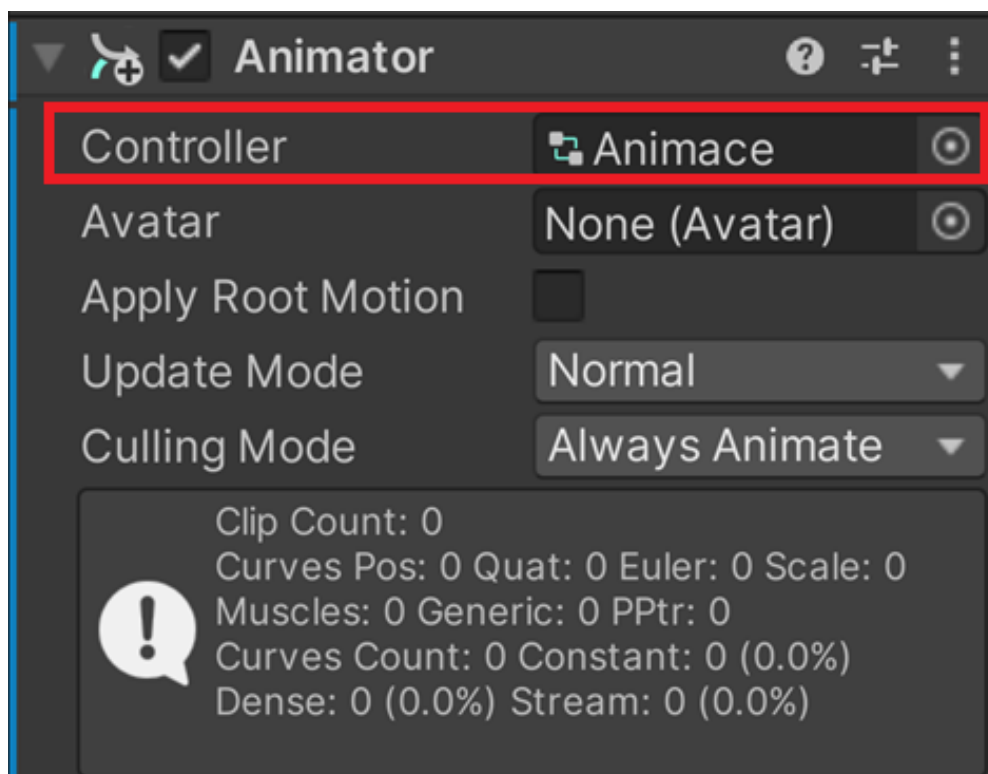 Animator
Controller Animace
Avatar None (Avatar)
Apply Root Motion
Update Mode Normal
Culling Mode Always Animate
Clip Count: 0
Curves Pos: 0 Quat: 0 Euler: 0 Scale: 0
Muscles: 0 Generic: 0 PPtr: 0
Curves Count: 0 Constant: 0 (0.0%)
Dense: 0 (0.0%) Stream: 0 (0.0%)